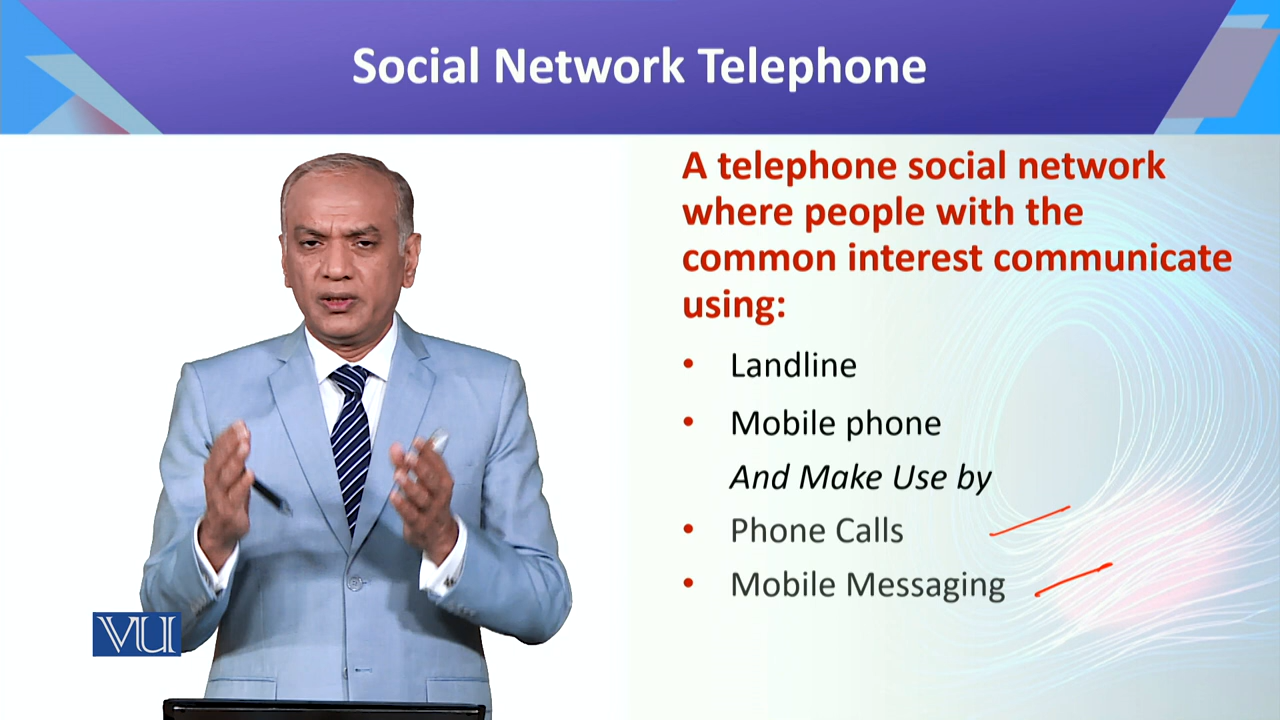 Social Network Telephone
A telephone social network
where people with the
common interest communicate
using:
• Landline
• Mobile phone
And Make Use by
• Phone Calls
• Mobile Messaging
VU